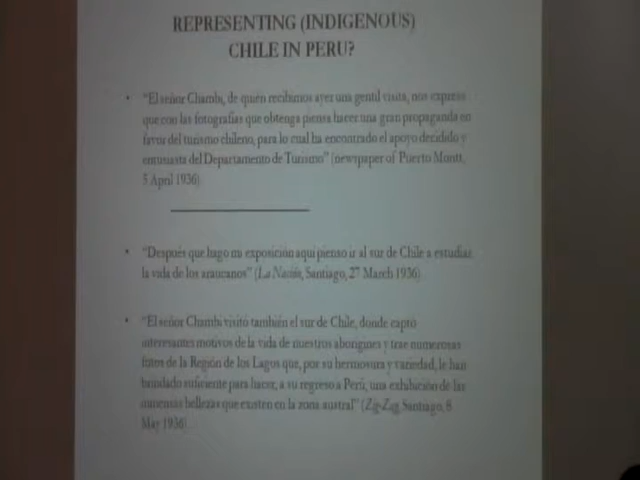 REPRESENTING (INDIGENOUS)
CHILE IN PERU?
• “El señor Chambi, de quién recibamos ayer una gentil visita, nos expresa
que con las fotografías que obtenga piensa hacer una gran propaganda en
favor del turismo chileno, para lo cual ha encontrado el apoyo decidido y
entusiasta del Departamento de Turismo” (newspaper of Puerto Montt,
5 April 1936)
• “Después que haga mi exposición aqui pienso ir al sur de Chile a estudiar
la vida de los araucanos” (La Nación, Santiago, 27 March 1936)
• “El señor Chambi visitó también el sur de Chile, donde captó
interesantes motivos de la vida de nuestros aborigines y trae numerosas
fotos de la Región de los Lagos que, por su hermosura y variedad, le han
brindado suficiente para hacer, a su regreso a Perú, una exhibición de las
inmensas bellezas que existen en la zona austral” (Zig-Zag, Santiago, 8
May 1936)